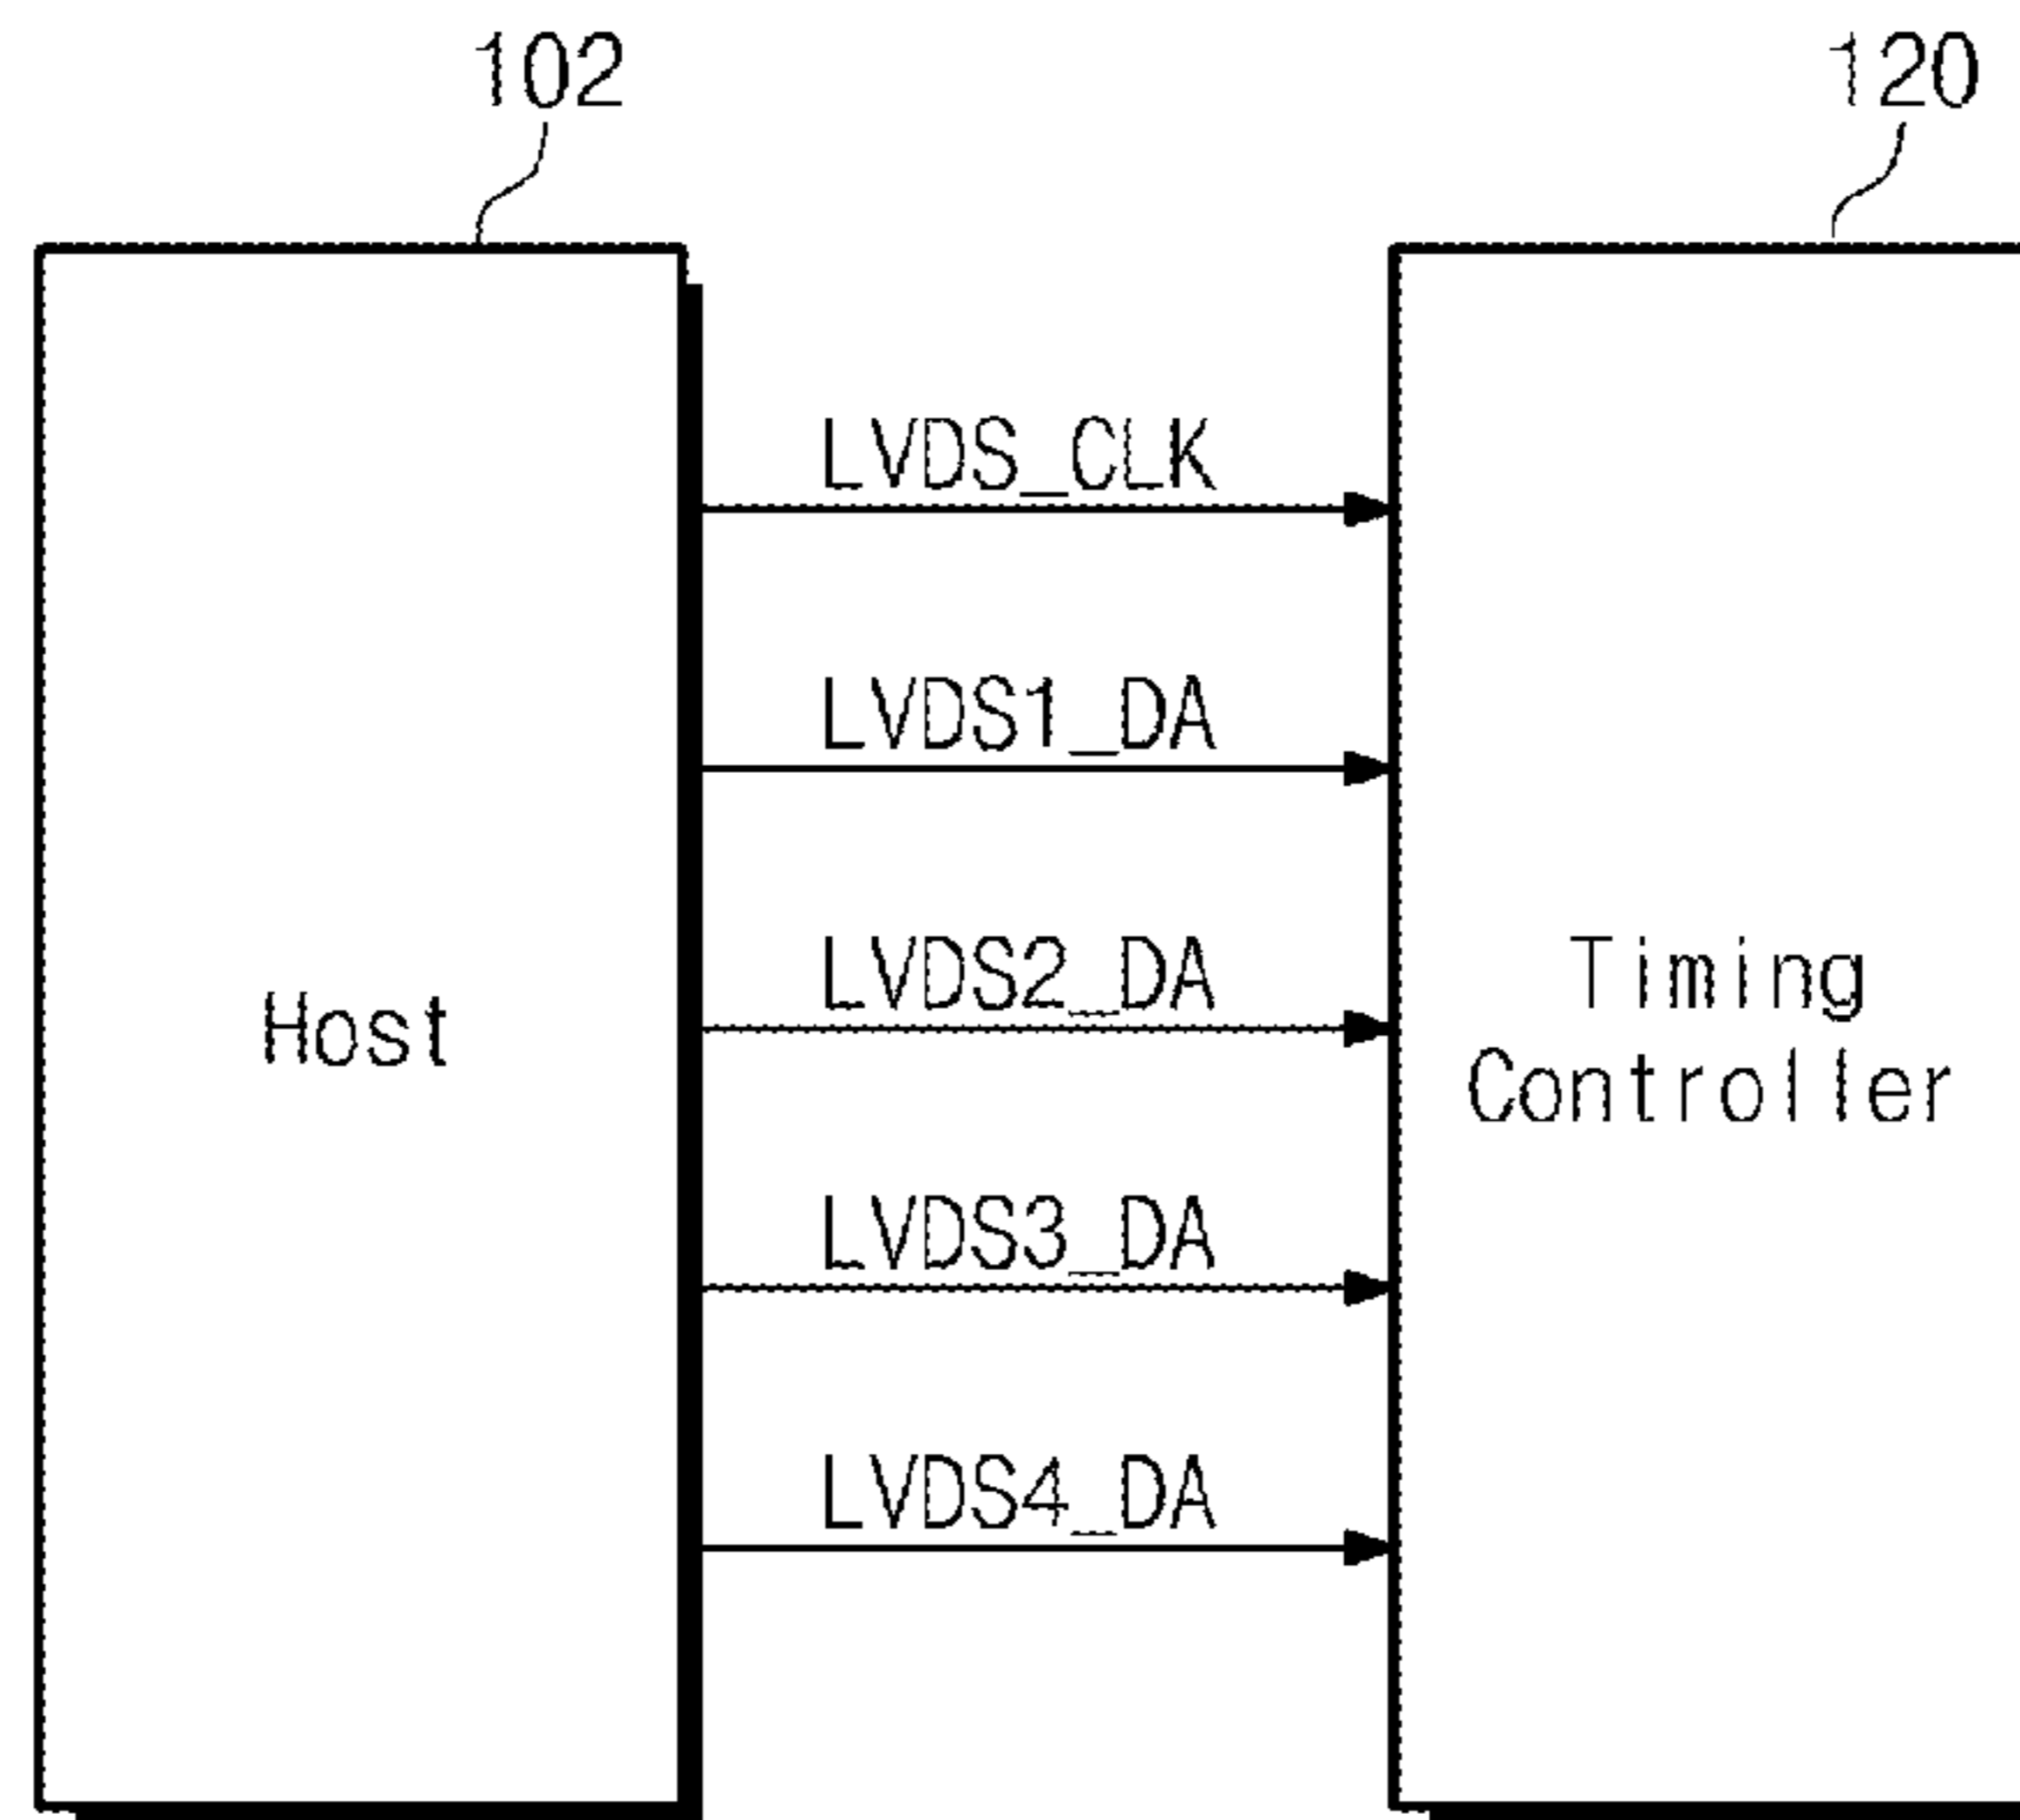 102
120
LVDS_CLK
LVDS1_DA
LVDS2_DA
Host
Timing
Controller
LVDS3_DA
LVDS4_DA